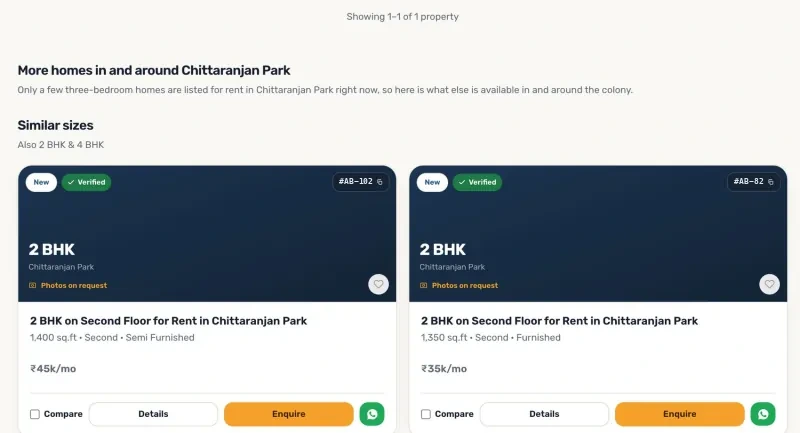 Showing 1–1 of 1 property
More homes in and around Chittaranjan Park
Only a few three-bedroom homes are listed for rent in Chittaranjan Park right now, so here is what else is available in and around the colony.
Similar sizes
Also 2 BHK & 4 BHK
New ✓ Verified #AB-102
2 BHK
Chittaranjan Park
Photos on request
2 BHK on Second Floor for Rent in Chittaranjan Park
1,400 sq.ft • Second • Semi Furnished
₹45k/mo
Compare Details Enquire
New ✓ Verified #AB-82
2 BHK
Chittaranjan Park
Photos on request
2 BHK on Second Floor for Rent in Chittaranjan Park
1,350 sq.ft • Second • Furnished
₹35k/mo
Compare Details Enquire